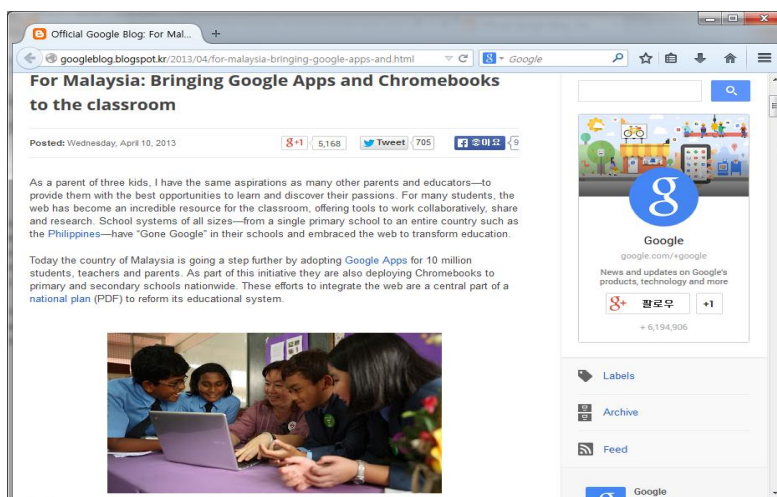 Official Google Blog: For Mal...
googleblog.blogspot.kr/2013/04/for-malaysia-bringing-google-apps-and.html
Google
For Malaysia: Bringing Google Apps and Chromebooks
to the classroom
Posted: Wednesday, April 10, 2013
g+1 5,168
Tweet 705
좋아요 9
As a parent of three kids, I have the same aspirations as many other parents and educators—to
provide them with the best opportunities to learn and discover their passions. For many students, the
web has become an incredible resource for the classroom, offering tools to work collaboratively, share
and research. School systems of all sizes—from a single primary school to an entire country such as
the Philippines—have “Gone Google” in their schools and embraced the web to transform education.
Today the country of Malaysia is going a step further by adopting Google Apps for 10 million
students, teachers and parents. As part of this initiative they are also deploying Chromebooks to
primary and secondary schools nationwide. These efforts to integrate the web are a central part of a
national plan (PDF) to reform its educational system.
Google
google.com/+google
News and updates on Google's
products, technology and more
g+ 팔로우 +1
+ 6,194,906
Labels
Archive
Feed
Google